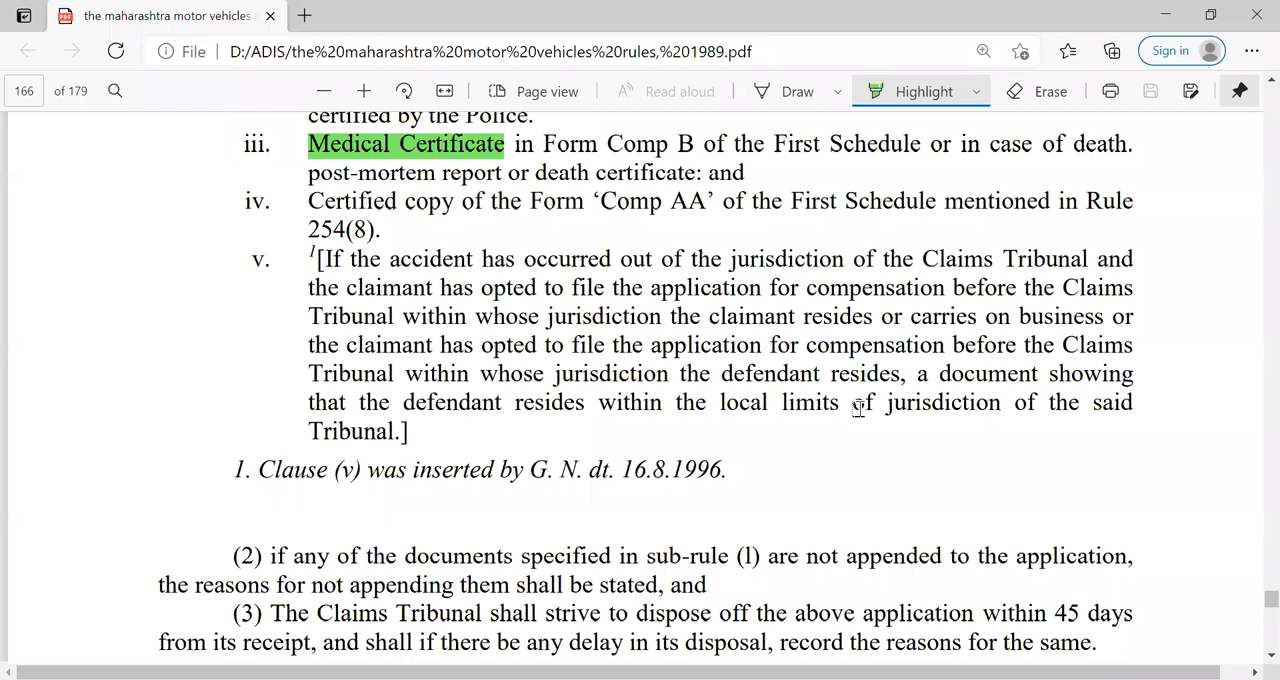 the maharashtra motor vehicles
File D:/ADIS/the%20maharashtra%20motor%20vehicles%20rules,%201989.pdf Sign in
166 of 179 Page view Read aloud Draw Highlight Erase
certified by the Police.
iii. Medical Certificate in Form Comp B of the First Schedule or in case of death.
post-mortem report or death certificate: and
iv. Certified copy of the Form ‘Comp AA’ of the First Schedule mentioned in Rule
254(8).
v. 1[If the accident has occurred out of the jurisdiction of the Claims Tribunal and
the claimant has opted to file the application for compensation before the Claims
Tribunal within whose jurisdiction the claimant resides or carries on business or
the claimant has opted to file the application for compensation before the Claims
Tribunal within whose jurisdiction the defendant resides, a document showing
that the defendant resides within the local limits of jurisdiction of the said
Tribunal.]
1. Clause (v) was inserted by G. N. dt. 16.8.1996.
(2) if any of the documents specified in sub-rule (l) are not appended to the application,
the reasons for not appending them shall be stated, and
(3) The Claims Tribunal shall strive to dispose off the above application within 45 days
from its receipt, and shall if there be any delay in its disposal, record the reasons for the same.